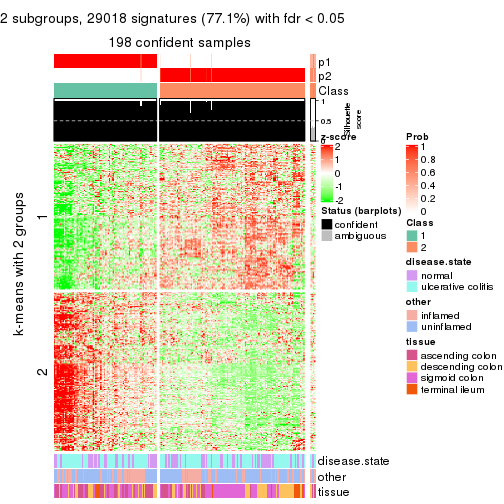 2 subgroups, 29018 signatures (77.1%) with fdr < 0.05
198 confident samples
p1
p2
Class
1
0.5
0
Silhouette
score
k-means with 2 groups
1
2
disease.state
other
tissue
z-score
2
1
0
-1
-2
Status (barplots)
confident
ambiguous
Prob
1
0.8
0.6
0.4
0.2
0
Class
1
2
disease.state
normal
ulcerative colitis
other
inflamed
uninflamed
tissue
ascending colon
descending colon
sigmoid colon
terminal ileum